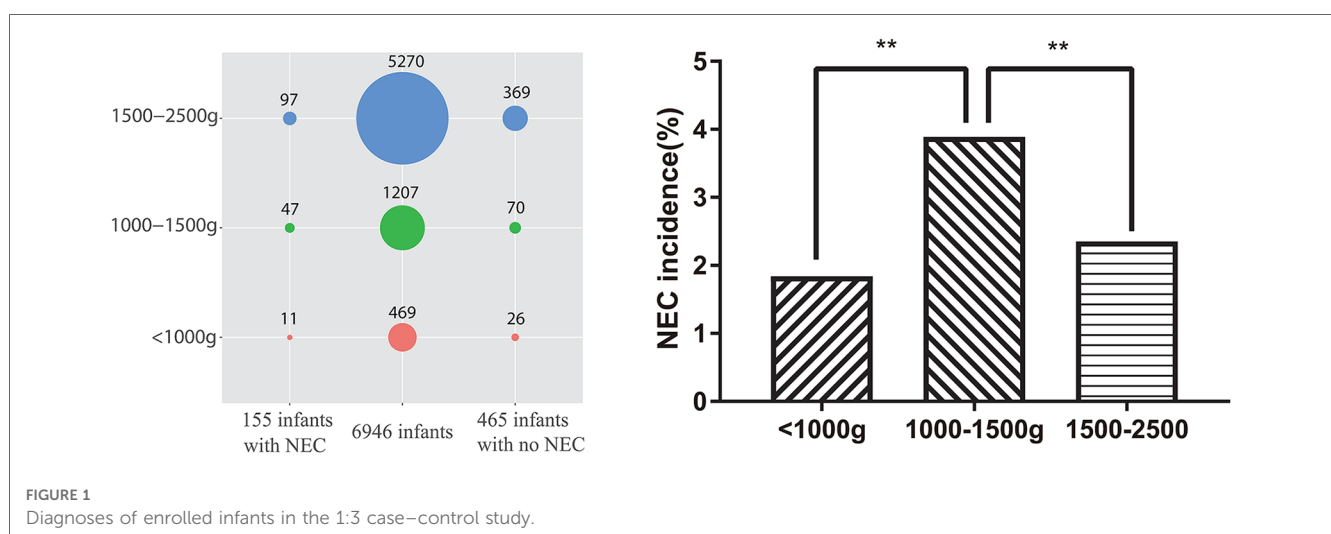 5270
97
369
1500–2500g
1207
47
70
1000–1500g
469
11
26
<1000g
155 infants
with NEC
6946 infants
465 infants
with no NEC
**
**
NEC incidence(%)
5
4
3
2
1
0
<1000g
1000-1500g
1500-2500
FIGURE 1
Diagnoses of enrolled infants in the 1:3 case–control study.